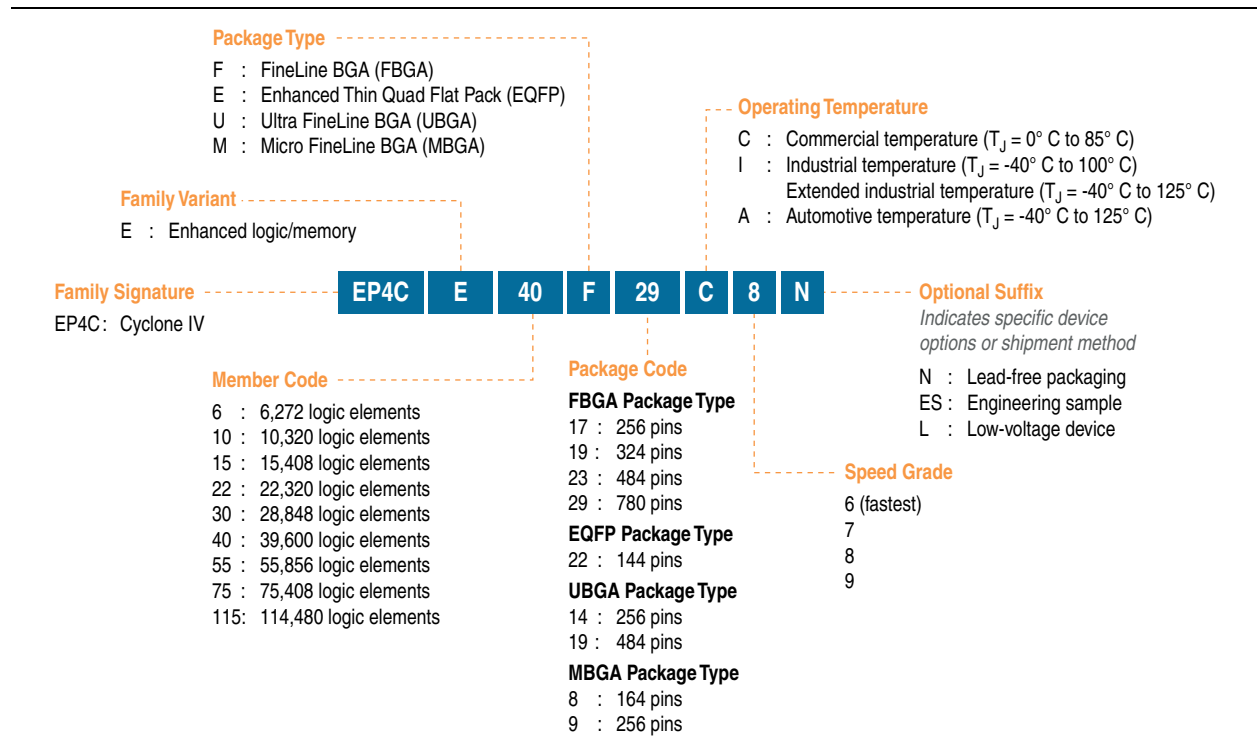 Package Type
F : FineLine BGA (FBGA)
E : Enhanced Thin Quad Flat Pack (EQFP)
U : Ultra FineLine BGA (UBGA)
M : Micro FineLine BGA (MBGA)
Operating Temperature
C : Commercial temperature (TJ = 0° C to 85° C)
I : Industrial temperature (TJ = -40° C to 100° C)
Extended industrial temperature (TJ = -40° C to 125° C)
A : Automotive temperature (TJ = -40° C to 125° C)
Family Variant
E : Enhanced logic/memory
EP4C E 40 F 29 C 8 N
Family Signature
EP4C : Cyclone IV
Optional Suffix
Indicates specific device
options or shipment method
N : Lead-free packaging
ES : Engineering sample
L : Low-voltage device
Member Code
6 : 6,272 logic elements
10 : 10,320 logic elements
15 : 15,408 logic elements
22 : 22,320 logic elements
30 : 28,848 logic elements
40 : 39,600 logic elements
55 : 55,856 logic elements
75 : 75,408 logic elements
115: 114,480 logic elements
Package Code
FBGA Package Type
17 : 256 pins
19 : 324 pins
23 : 484 pins
29 : 780 pins
EQFP Package Type
22 : 144 pins
UBGA Package Type
14 : 256 pins
19 : 484 pins
MBGA Package Type
8 : 164 pins
9 : 256 pins
Speed Grade
6 (fastest)
7
8
9